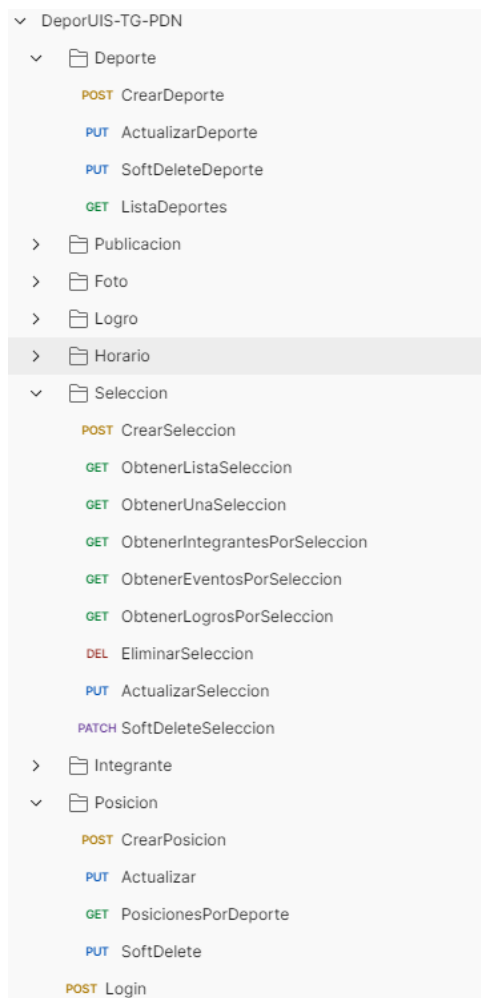 DeporUIS-TG-PDN
Deporte
POST CrearDeporte
PUT ActualizarDeporte
PUT SoftDeleteDeporte
GET ListaDeportes
Publicacion
Foto
Logro
Horario
Seleccion
POST CrearSeleccion
GET ObtenerListaSeleccion
GET ObtenerUnaSeleccion
GET ObtenerIntegrantesPorSeleccion
GET ObtenerEventosPorSeleccion
GET ObtenerLogrosPorSeleccion
DEL EliminarSeleccion
PUT ActualizarSeleccion
PATCH SoftDeleteSeleccion
Integrante
Posicion
POST CrearPosicion
PUT Actualizar
GET PosicionesPorDeporte
PUT SoftDelete
POST Login